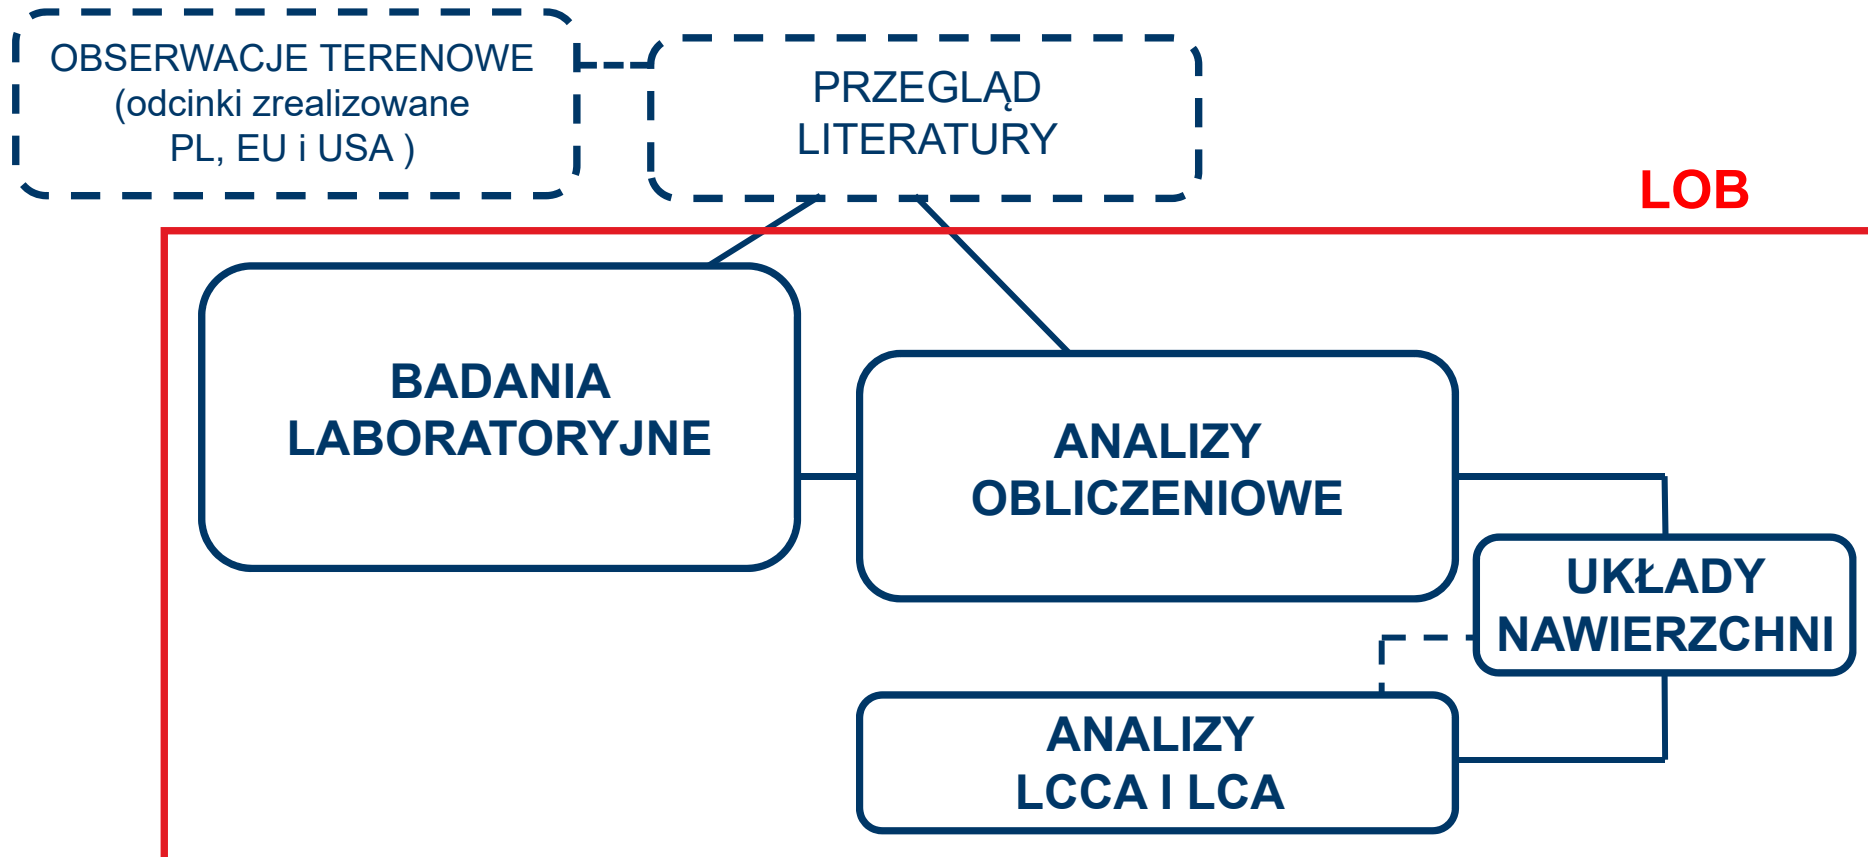 OBSERWACJE TERENOWE
(odcinki zrealizowane
PL, EU i USA )
PRZEGLĄD
LITERATURY
LOB
BADANIA
LABORATORYJNE
ANALIZY
OBLICZENIOWE
UKŁADY
NAWIERZCHNI
ANALIZY
LCCA I LCA